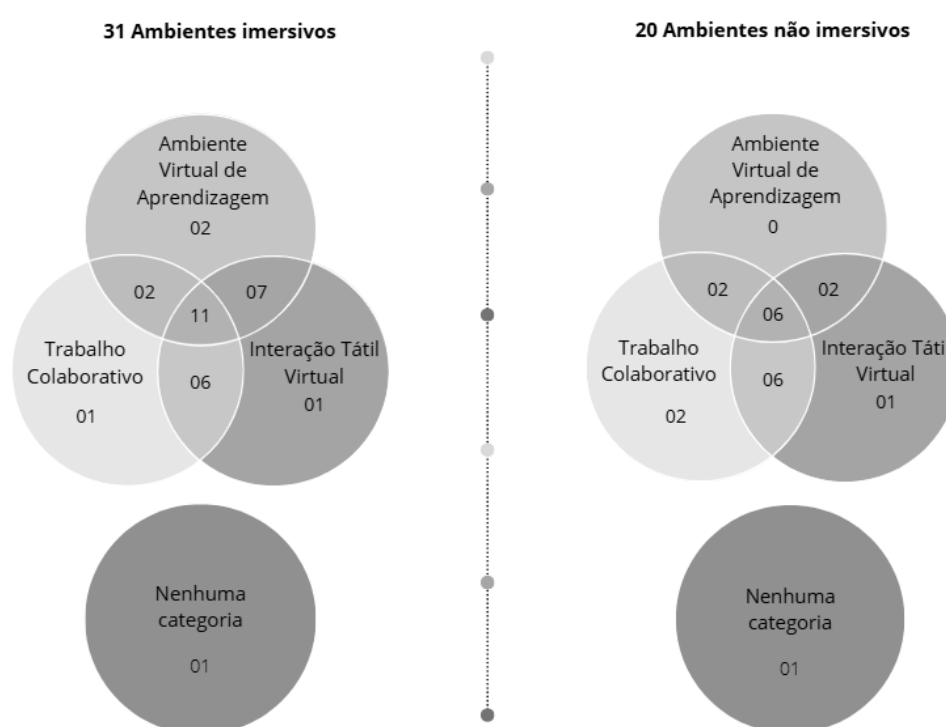 31 Ambientes imersivos
Ambiente
Virtual de
Aprendizagem
02
02
07
11
Trabalho
Colaborativo
01
06
Interação Tátil
Virtual
01
Nenhuma
categoria
01
20 Ambientes não imersivos
Ambiente
Virtual de
Aprendizagem
0
02
02
06
Trabalho
Colaborativo
02
06
Interação Táti
Virtual
01
Nenhuma
categoria
01